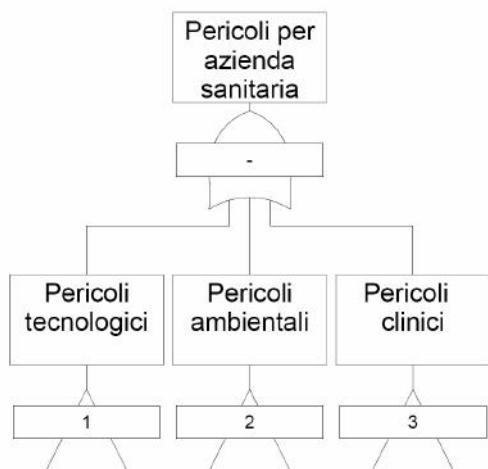 Pericoli per
azienda
sanitaria
-
Pericoli
tecnologici
Pericoli
ambientali
Pericoli
clinici
1
2
3